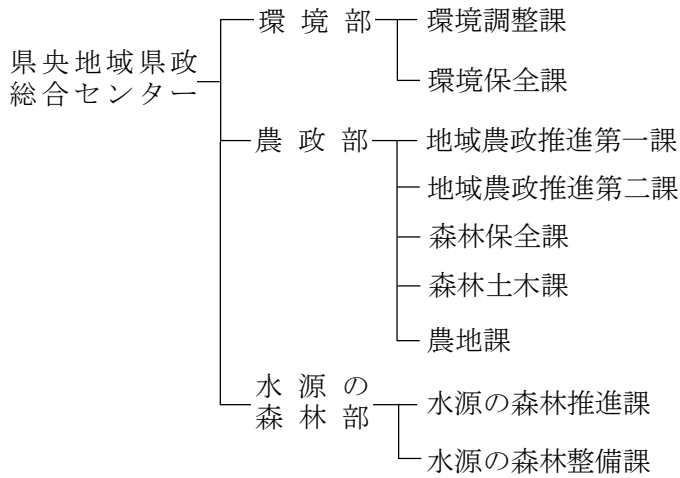 県央地域県政
総合センター
環境部
環境調整課
環境保全課
農政部
地域農政推進第一課
地域農政推進第二課
森林保全課
森林土木課
農地課
水源の
森林部
水源の森林推進課
水源の森林整備課